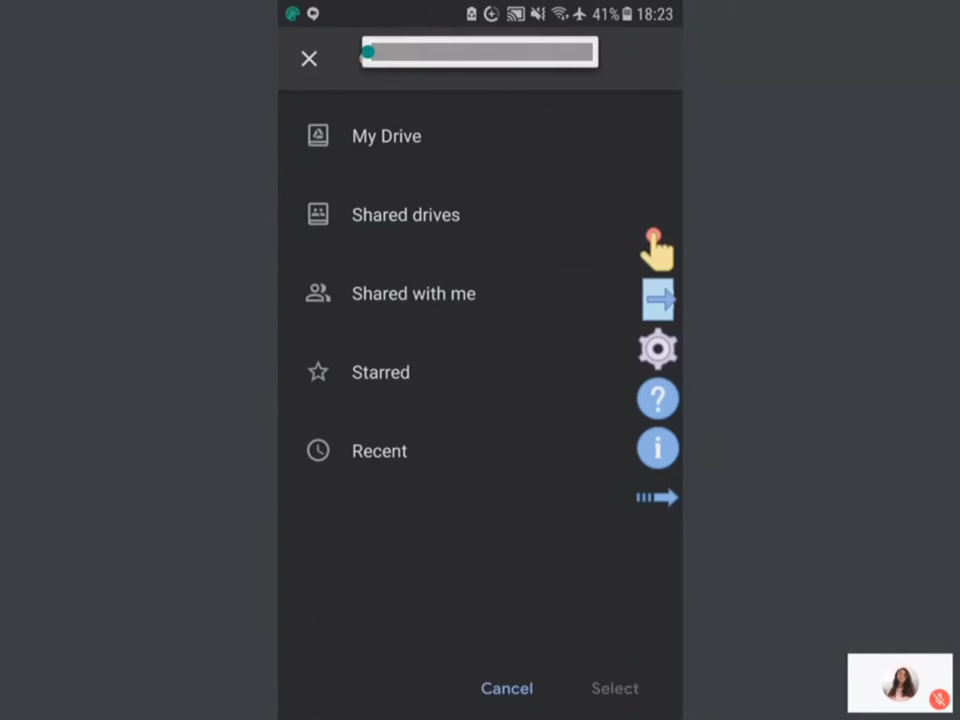 41% 18:23
My Drive
Shared drives
Shared with me
Starred
Recent
?
i
Cancel Select